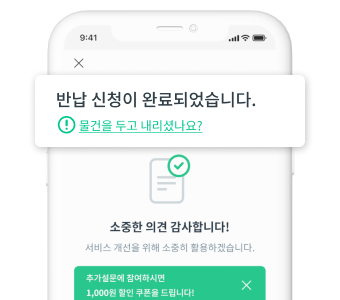 9:41
반납 신청이 완료되었습니다.
물건을 두고 내리셨나요?
소중한 의견 감사합니다!
서비스 개선을 위해 소중히 활용하겠습니다.
추가설문에 참여하시면
1,000원 할인 쿠폰을 드립니다!